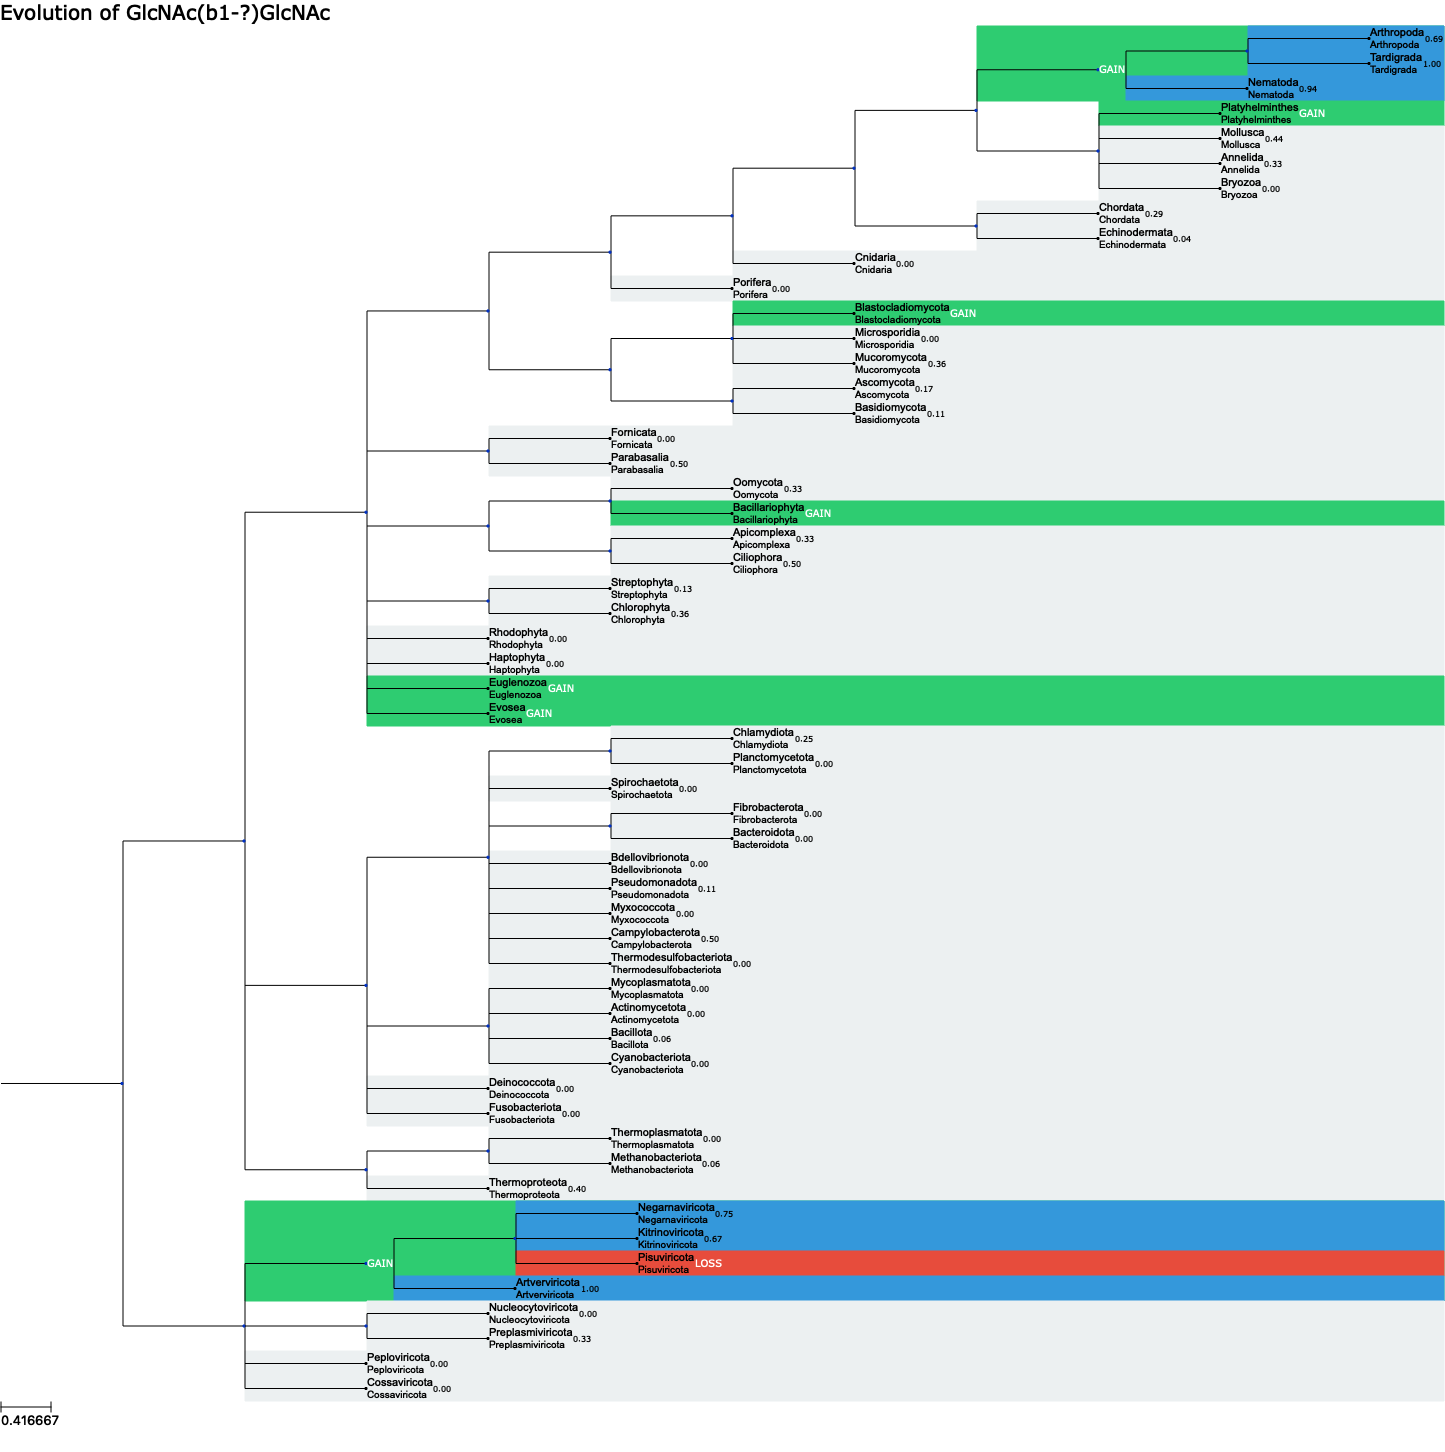 Evolution of GlcNAc(b1-?)GlcNAc
Arthropoda 0.69
Arthropoda
Tardigrada 1.00
Tardigrada
GAIN
Nematoda 0.94
Nematoda
Platyhelminthes GAIN
Platyhelminthes
Mollusca 0.44
Mollusca
Annelida 0.33
Annelida
Bryozoa 0.00
Bryozoa
Chordata 0.29
Chordata
Echinodermata 0.04
Echinodermata
Cnidaria 0.00
Cnidaria
Porifera 0.00
Porifera
Blastocladiomycota GAIN
Blastocladiomycota
Microsporidia 0.00
Microsporidia
Mucoromycota 0.36
Mucoromycota
Ascomycota 0.17
Ascomycota
Basidiomycota 0.11
Basidiomycota
Fornicata 0.00
Fornicata
Parabasalia 0.50
Parabasalia
Oomycota 0.33
Oomycota
Bacillariophyta GAIN
Bacillariophyta
Apicomplexa 0.33
Apicomplexa
Ciliophora 0.50
Ciliophora
Streptophyta 0.13
Streptophyta
Chlorophyta 0.36
Chlorophyta
Rhodophyta 0.00
Rhodophyta
Haptophyta 0.00
Haptophyta
Euglenozoa GAIN
Euglenozoa
Evosea GAIN
Evosea
Chlamydiota 0.25
Chlamydiota
Planctomycetota 0.00
Planctomycetota
Spirochaetota 0.00
Spirochaetota
Fibrobacterota 0.00
Fibrobacterota
Bacteroidota 0.00
Bacteroidota
Bdellovibrionota 0.00
Bdellovibrionota
Pseudomonadota 0.11
Pseudomonadota
Myxococcota 0.00
Myxococcota
Campylobacterota 0.50
Campylobacterota
Thermodesulfobacteriota 0.00
Thermodesulfobacteriota
Mycoplasmatota 0.00
Mycoplasmatota
Actinomycetota 0.00
Actinomycetota
Bacillota 0.06
Bacillota
Cyanobacteriota 0.00
Cyanobacteriota
Deinococcota 0.00
Deinococcota
Fusobacteriota 0.00
Fusobacteriota
Thermoplasmatota 0.00
Thermoplasmatota
Methanobacteriota 0.06
Methanobacteriota
Thermoproteota 0.40
Thermoproteota
Negarnaviricota 0.75
Negarnaviricota
Kitrinoviricota 0.67
Kitrinoviricota
GAIN
Pisuviricota LOSS
Pisuviricota
Artverviricota 1.00
Artverviricota
Nucleocytoviricota 0.00
Nucleocytoviricota
Preplasmiviricota 0.33
Preplasmiviricota
Peploviricota 0.00
Peploviricota
Cossaviricota 0.00
Cossaviricota
0.416667